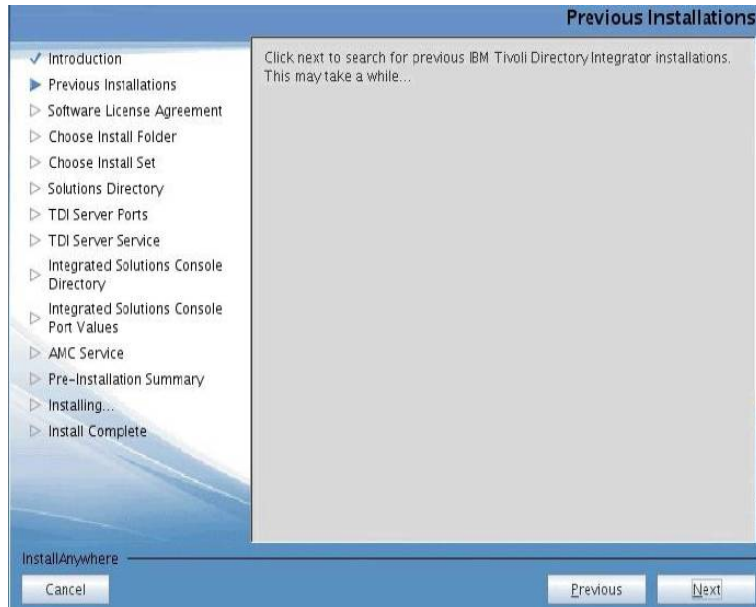 Previous Installations
Introduction
Previous Installations
Software License Agreement
Choose Install Folder
Choose Install Set
Solutions Directory
TDI Server Ports
TDI Server Service
Integrated Solutions Console
Directory
Integrated Solutions Console
Port Values
AMC Service
Pre-Installation Summary
Installing...
Install Complete
Click next to search for previous IBM Tivoli Directory Integrator installations.
This may take a while...
InstallAnywhere
Cancel
Previous
Next